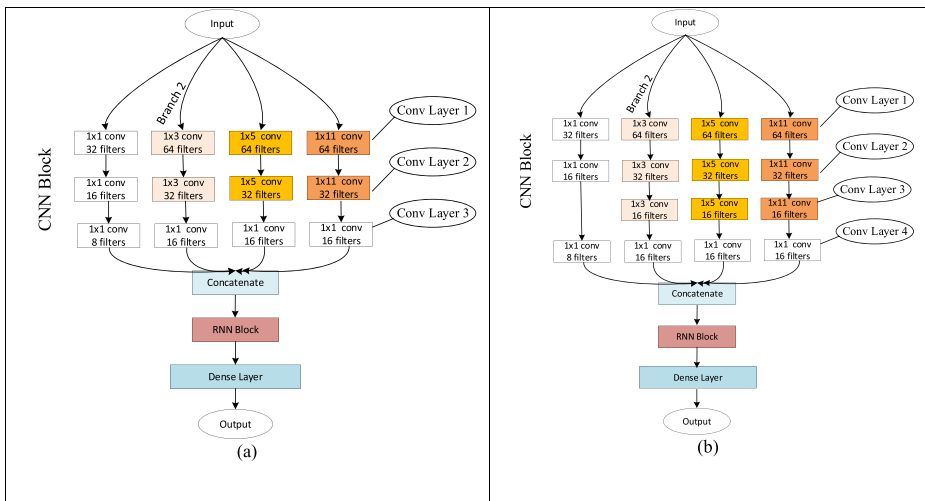 Input
Branch 2
Conv Layer 1
1x1 conv
32 filters
1x3 conv
64 filters
1x5 conv
64 filters
1x11 conv
64 filters
CNN Block
Conv Layer 2
1x1 conv
16 filters
1x3 conv
32 filters
1x5 conv
32 filters
1x11 conv
32 filters
Conv Layer 3
1x1 conv
8 filters
1x1 conv
16 filters
1x1 conv
16 filters
1x1 conv
16 filters
Concatenate
RNN Block
Dense Layer
Output
(a)
Input
Branch 2
Conv Layer 1
1x1 conv
32 filters
1x3 conv
64 filters
1x5 conv
64 filters
1x11 conv
64 filters
CNN Block
Conv Layer 2
1x1 conv
16 filters
1x3 conv
32 filters
1x5 conv
32 filters
1x11 conv
32 filters
Conv Layer 3
1x3 conv
16 filters
1x5 conv
16 filters
1x11 conv
16 filters
Conv Layer 4
1x1 conv
8 filters
1x1 conv
16 filters
1x1 conv
16 filters
1x1 conv
16 filters
Concatenate
RNN Block
Dense Layer
Output
(b)